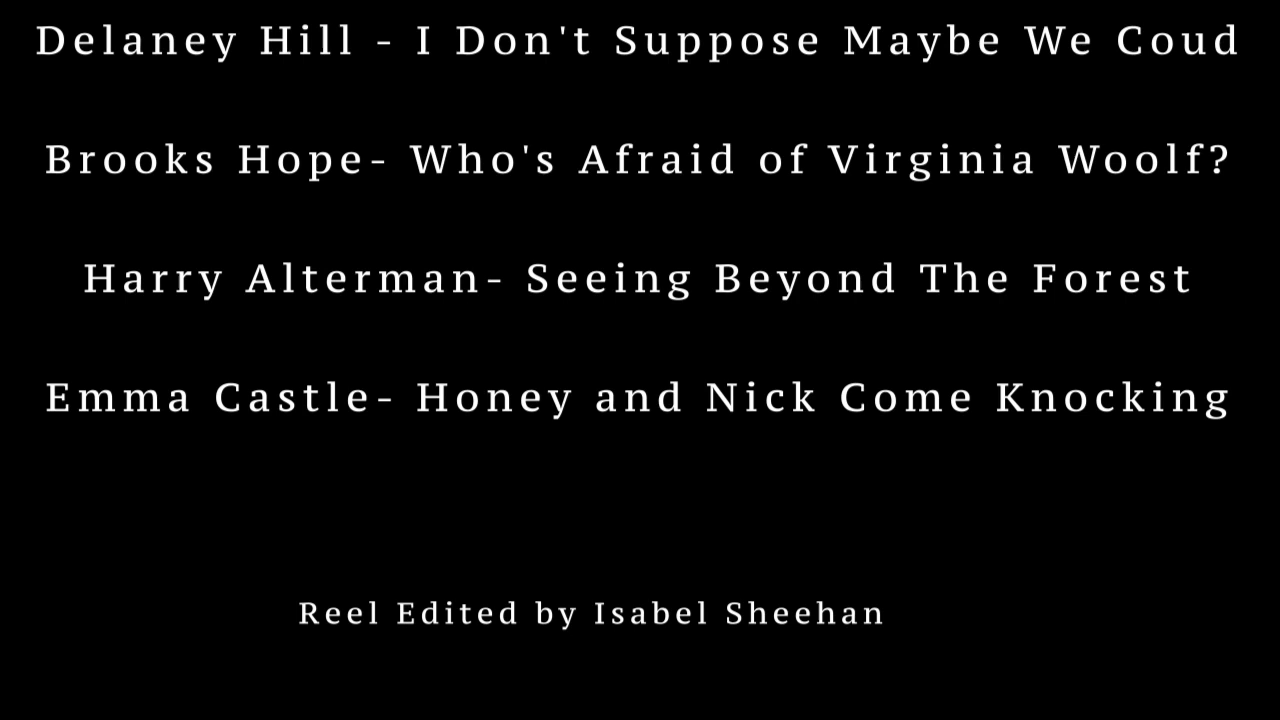 Delaney Hill - I Don't Suppose Maybe We Coud
Brooks Hope- Who's Afraid of Virginia Woolf?
Harry Alterman- Seeing Beyond The Forest
Emma Castle- Honey and Nick Come Knocking
Reel Edited by Isabel Sheehan